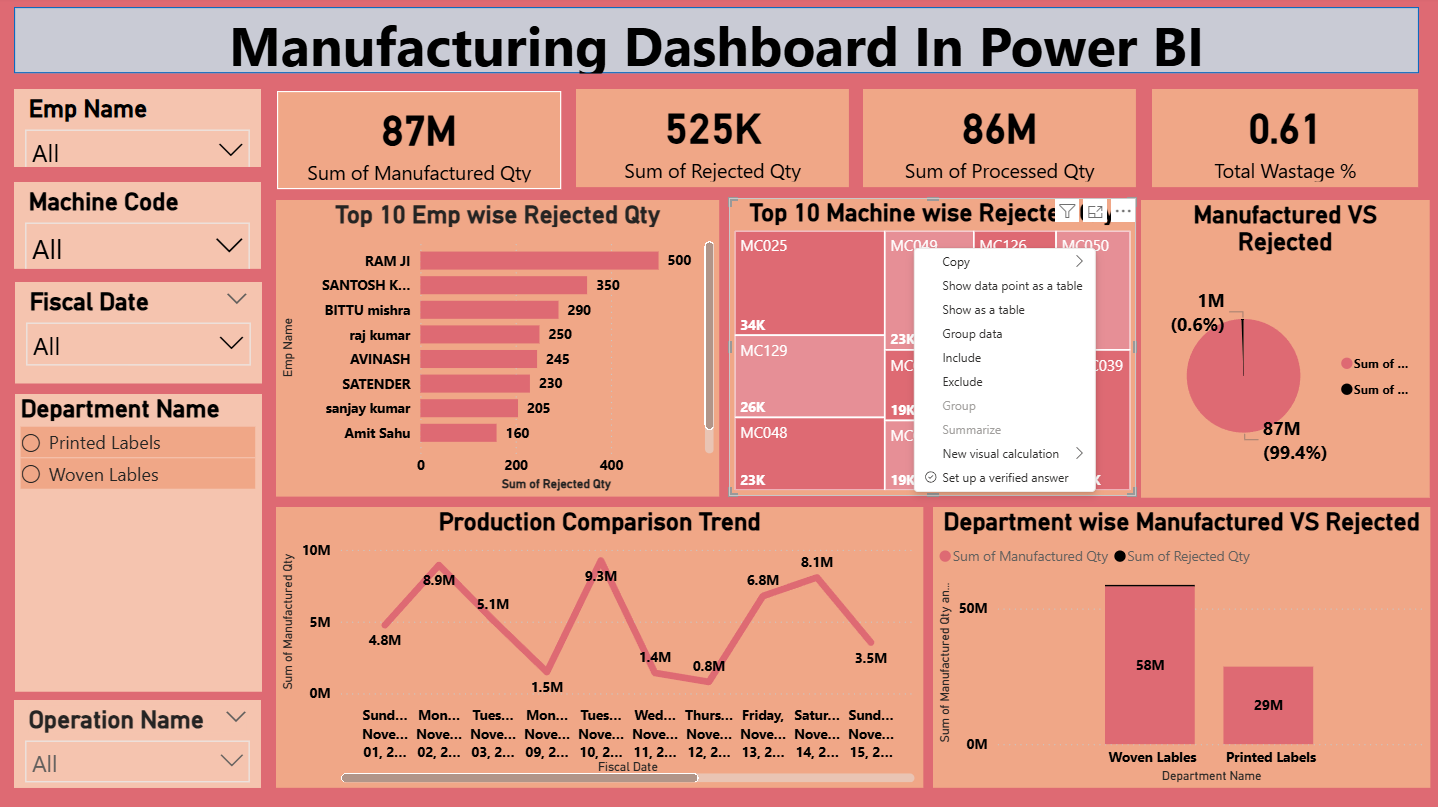 Manufacturing Dashboard In Power BI
Emp Name
All
Machine Code
All
Fiscal Date
All
Department Name
Printed Labels
Woven Lables
Operation Name
All
87M
Sum of Manufactured Qty
525K
Sum of Rejected Qty
86M
Sum of Processed Qty
0.61
Total Wastage %
Top 10 Emp wise Rejected Qty
Emp Name
RAM JI 500
SANTOSH K... 350
BITTU mishra 290
raj kumar 250
AVINASH 245
SATENDER 230
sanjay kumar 205
Amit Sahu 160
0 200 400
Sum of Rejected Qty
Top 10 Machine wise Rejected Qty
MC025
34K
MC129
26K
MC048
23K
MC049
23K
MC126
MC050
MC
19K
MC
19K
C039
K
Copy
Show data point as a table
Show as a table
Group data
Include
Exclude
Group
Summarize
New visual calculation
Set up a verified answer
Manufactured VS
Rejected
1M
(0.6%)
87M
(99.4%)
Sum of ...
Sum of ...
Production Comparison Trend
Sum of Manufactured Qty
10M
5M
0M
4.8M
8.9M
5.1M
1.5M
9.3M
1.4M
0.8M
6.8M
8.1M
3.5M
Sund... Mon... Tues... Mon... Tues... Wed... Thurs... Friday, Satur... Sund...
Nove... Nove... Nove... Nove... Nove... Nove... Nove... Nove... Nove... Nove...
01, 2... 02, 2... 03, 2... 09, 2... 10, 2... 11, 2... 12, 2... 13, 2... 14, 2... 15, 2...
Fiscal Date
Department wise Manufactured VS Rejected
Sum of Manufactured Qty Sum of Rejected Qty
Sum of Manufactured Qty an...
50M
0M
58M
29M
Woven Lables Printed Labels
Department Name